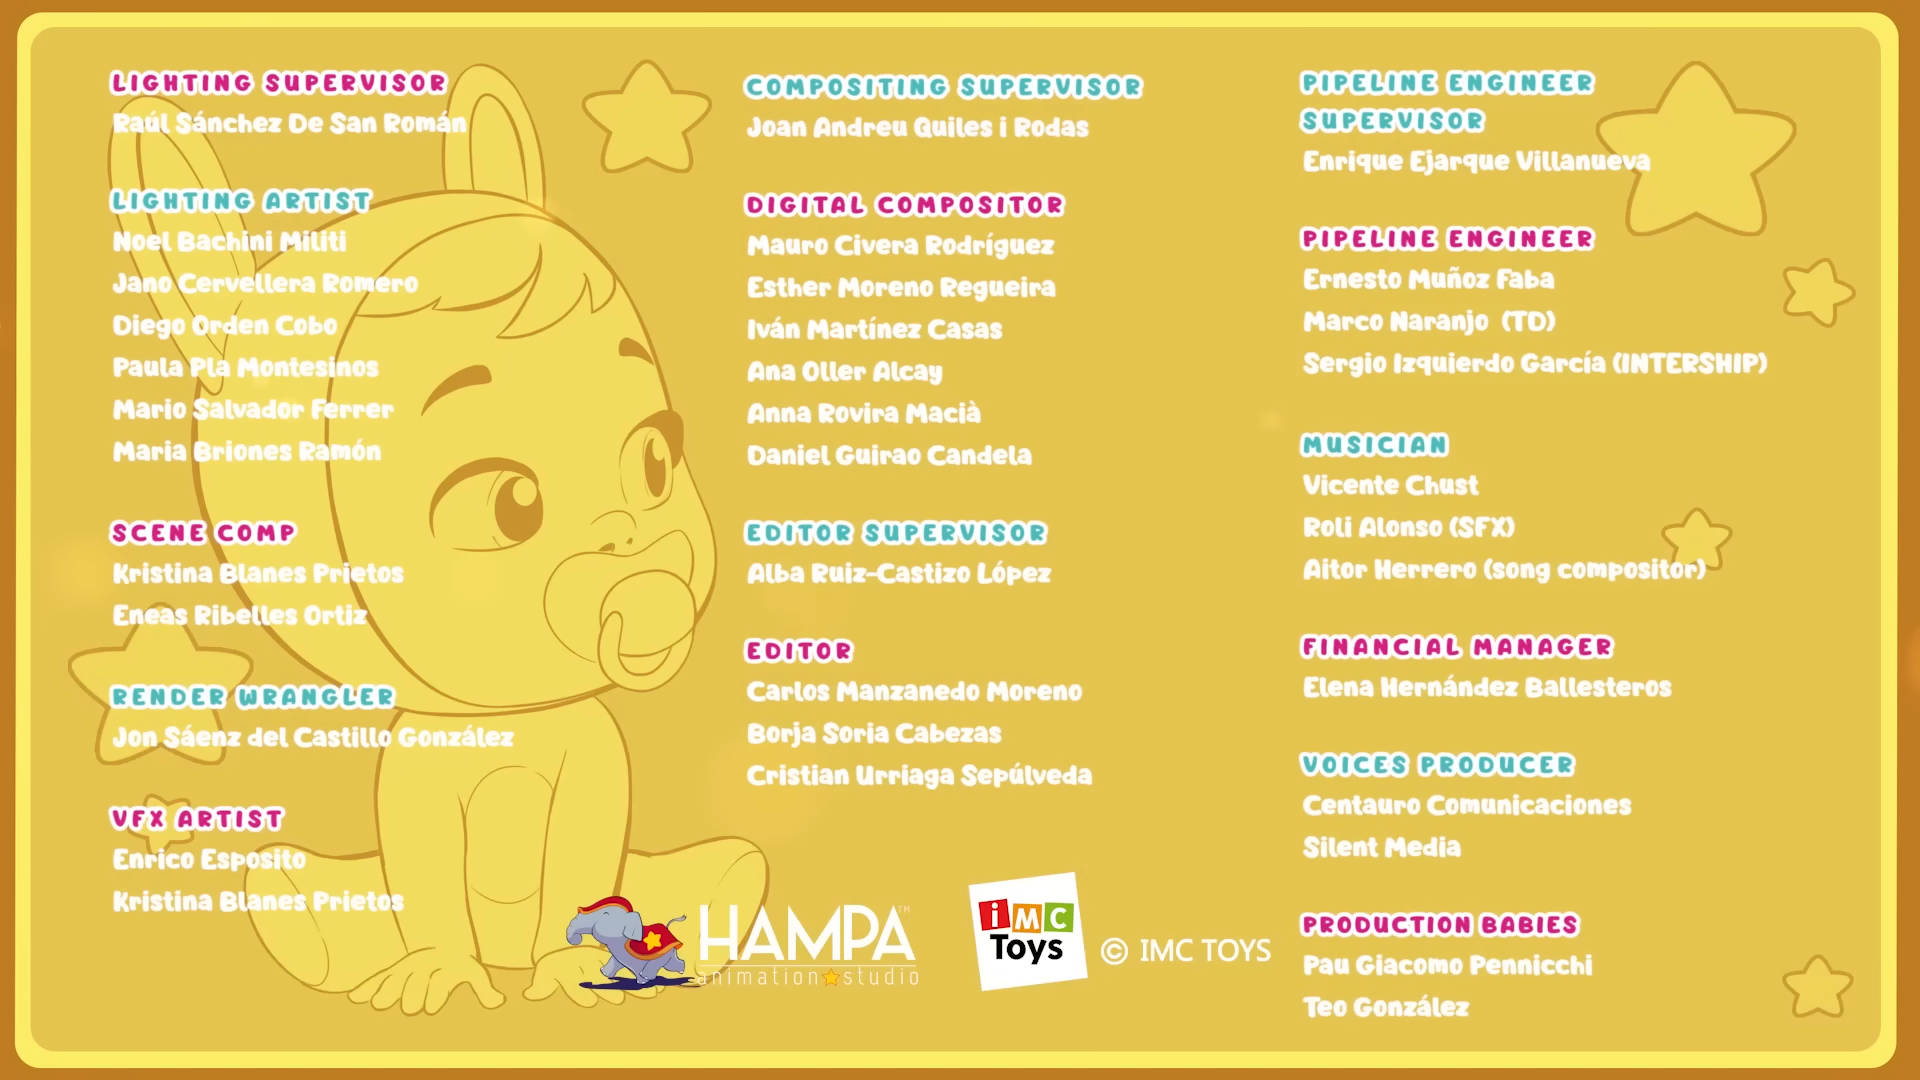 LIGHTING SUPERVISOR
Raúl Sánchez De San Román
LIGHTING ARTIST
Noel Bachini Militi
Jano Cervellera Romero
Diego Orden Cobo
Paula Pla Montesinos
Mario Salvador Ferrer
Maria Briones Ramón
SCENE COMP
Kristina Blanes Prietos
Eneas Ribelles Ortiz
RENDER WRANGLER
Jon Sáenz del Castillo González
VFX ARTIST
Enrico Esposito
Kristina Blanes Prietos
COMPOSITING SUPERVISOR
Joan Andreu Quiles i Rodas
DIGITAL COMPOSITOR
Mauro Civera Rodríguez
Esther Moreno Regueira
Iván Martínez Casas
Ana Oller Alcay
Anna Rovira Macià
Daniel Guirao Candela
EDITOR SUPERVISOR
Alba Ruiz-Castizo López
EDITOR
Carlos Manzanedo Moreno
Borja Soria Cabezas
Cristian Urriaga Sepúlveda
HAMPA™
animation studio
iMC
Toys
© IMC TOYS
PIPELINE ENGINEER
SUPERVISOR
Enrique Ejarque Villanueva
PIPELINE ENGINEER
Ernesto Muñoz Faba
Marco Naranjo (TD)
Sergio Izquierdo García (INTERSHIP)
MUSICIAN
Vicente Chust
Roli Alonso (SFX)
Aitor Herrero (song compositor)
FINANCIAL MANAGER
Elena Hernández Ballesteros
VOICES PRODUCER
Centauro Comunicaciones
Silent Media
PRODUCTION BABIES
Pau Giacomo Pennicchi
Teo González